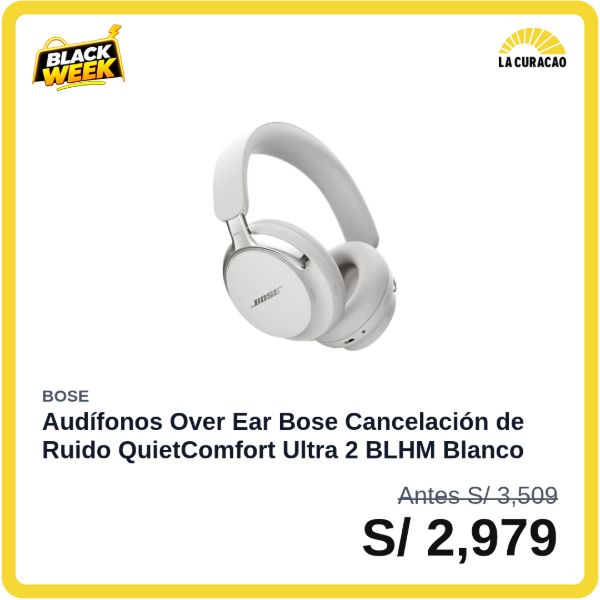 BLACK
WEEK
LA CURACAO
BOSE
BOSE
Audífonos Over Ear Bose Cancelación de
Ruido QuietComfort Ultra 2 BLHM Blanco
Antes S/ 3,509
S/ 2,979